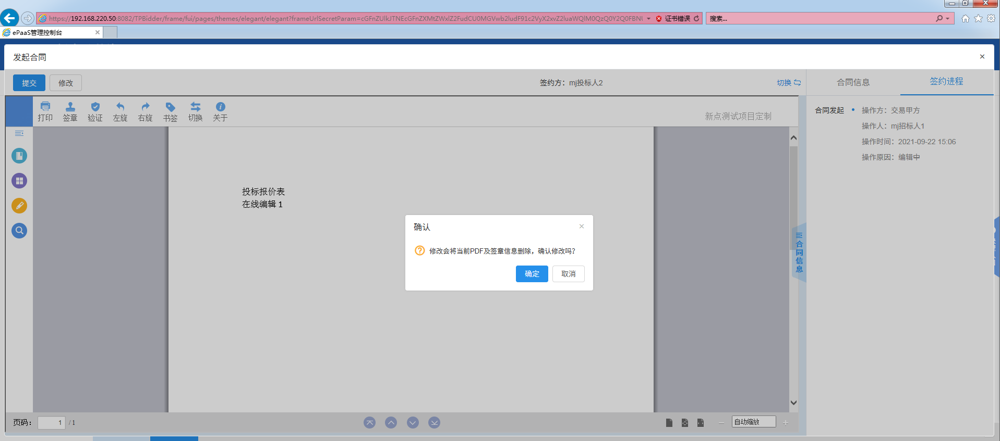 https://192.168.220.50:8082/TPBidder/frame/fui/pages/themes/elegant/elegant?frameUrlSecretParam=cGFnZUlkJTNEcGFnZXMtZWxlZ2FudCU0MGVwb2ludF91c2VyX2xvZ2luaWQlM0QzQ0Y2Q0FBNU
证书错误
搜索...
ePaaS管理控制台
发起合同
提交
修改
签约方：mj投标人2
切换
合同信息
签约进程
打印
签章
验证
左旋
右旋
书签
切换
关于
新点测试项目定制
合同发起
操作方：交易甲方
操作人：mj招标人1
操作时间：2021-09-22 15:06
操作原因：编辑中
投标报价表
在线编辑 1
确认
修改会将当前PDF及签章信息删除，确认修改吗？
确定
取消
合同信息
页码：
1
/ 1
自动缩放